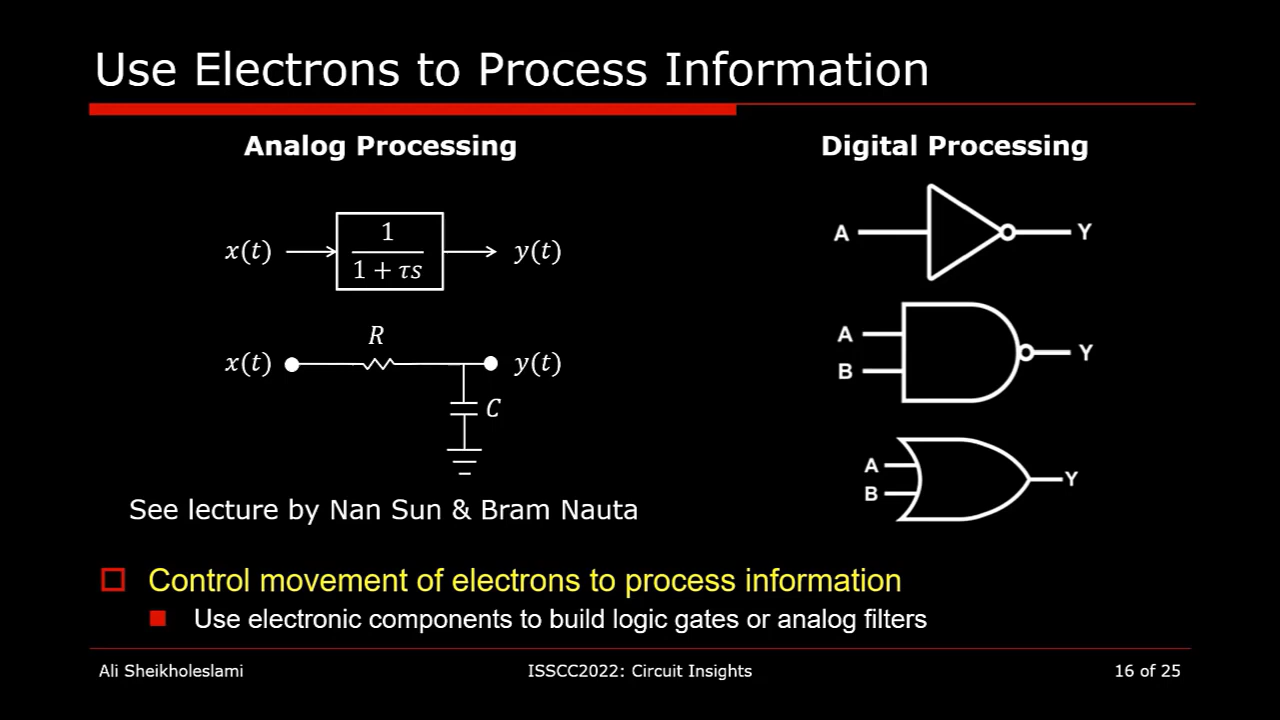 Use Electrons to Process Information
Analog Processing
x(t)
1
1 + τs
y(t)
R
x(t)
y(t)
C
See lecture by Nan Sun & Bram Nauta
Digital Processing
A
Y
A
B
Y
A
B
Y
Control movement of electrons to process information
Use electronic components to build logic gates or analog filters
Ali Sheikholeslami
ISSCC2022: Circuit Insights
16 of 25